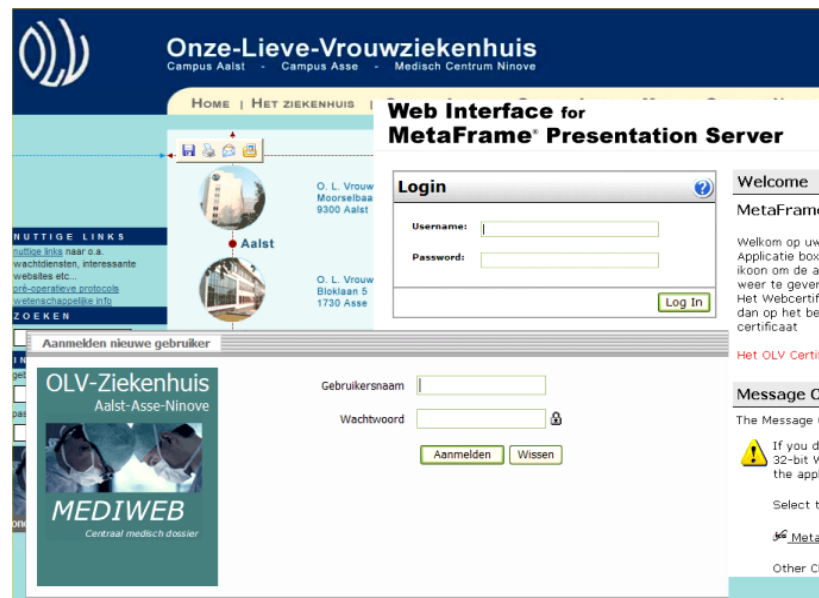 OLV
Onze-Lieve-Vrouwziekenhuis
Campus Aalst - Campus Asse - Medisch Centrum Ninove
HOME | HET ZIEKENHUIS |
Web Interface for
MetaFrame® Presentation Server
O. L. Vrouw
Moorselbaa
9300 Aalst
Aalst
O. L. Vrouw
Bloklaan 5
1730 Asse
NUTTIGE LINKS
nuttige links naar o.a.
wachtdiensten, interessante
websites etc...
pré-operatieve protocols
wetenschappelijke info
ZOEKEN
Login
Username:
Password:
Log In
Welcome
MetaFrame
Welkom op uw
Applicatie box
ikoon om de a
weer te gever
Het Webcertif
dan op het be
certificaat
Het OLV Certi
Message C
The Message
If you d
32-bit W
the appl
Select t
Meta
Other Cl
Aanmelden nieuwe gebruiker
OLV-Ziekenhuis
Aalst-Asse-Ninove
MEDIWEB
Centraal medisch dossier
Gebruikersnaam
Wachtwoord
Aanmelden
Wissen